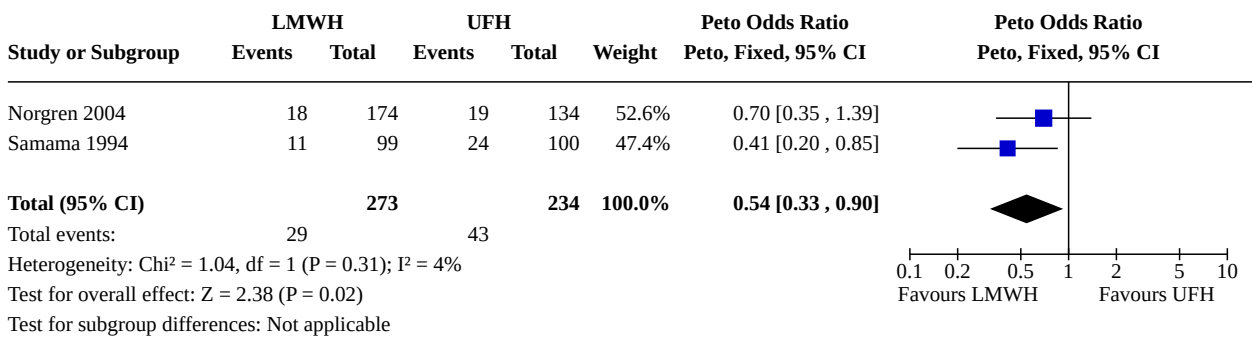 LMWH UFH Peto Odds Ratio Peto Odds Ratio
Study or Subgroup Events Total Events Total Weight Peto, Fixed, 95% CI Peto, Fixed, 95% CI
Norgren 2004 18 174 19 134 52.6% 0.70 [0.35 , 1.39]
Samama 1994 11 99 24 100 47.4% 0.41 [0.20 , 0.85]
Total (95% CI) 273 234 100.0% 0.54 [0.33 , 0.90]
Total events: 29 43
Heterogeneity: Chi² = 1.04, df = 1 (P = 0.31); I² = 4%
0.1 0.2 0.5 1 2 5 10
Test for overall effect: Z = 2.38 (P = 0.02)
Favours LMWH Favours UFH
Test for subgroup differences: Not applicable